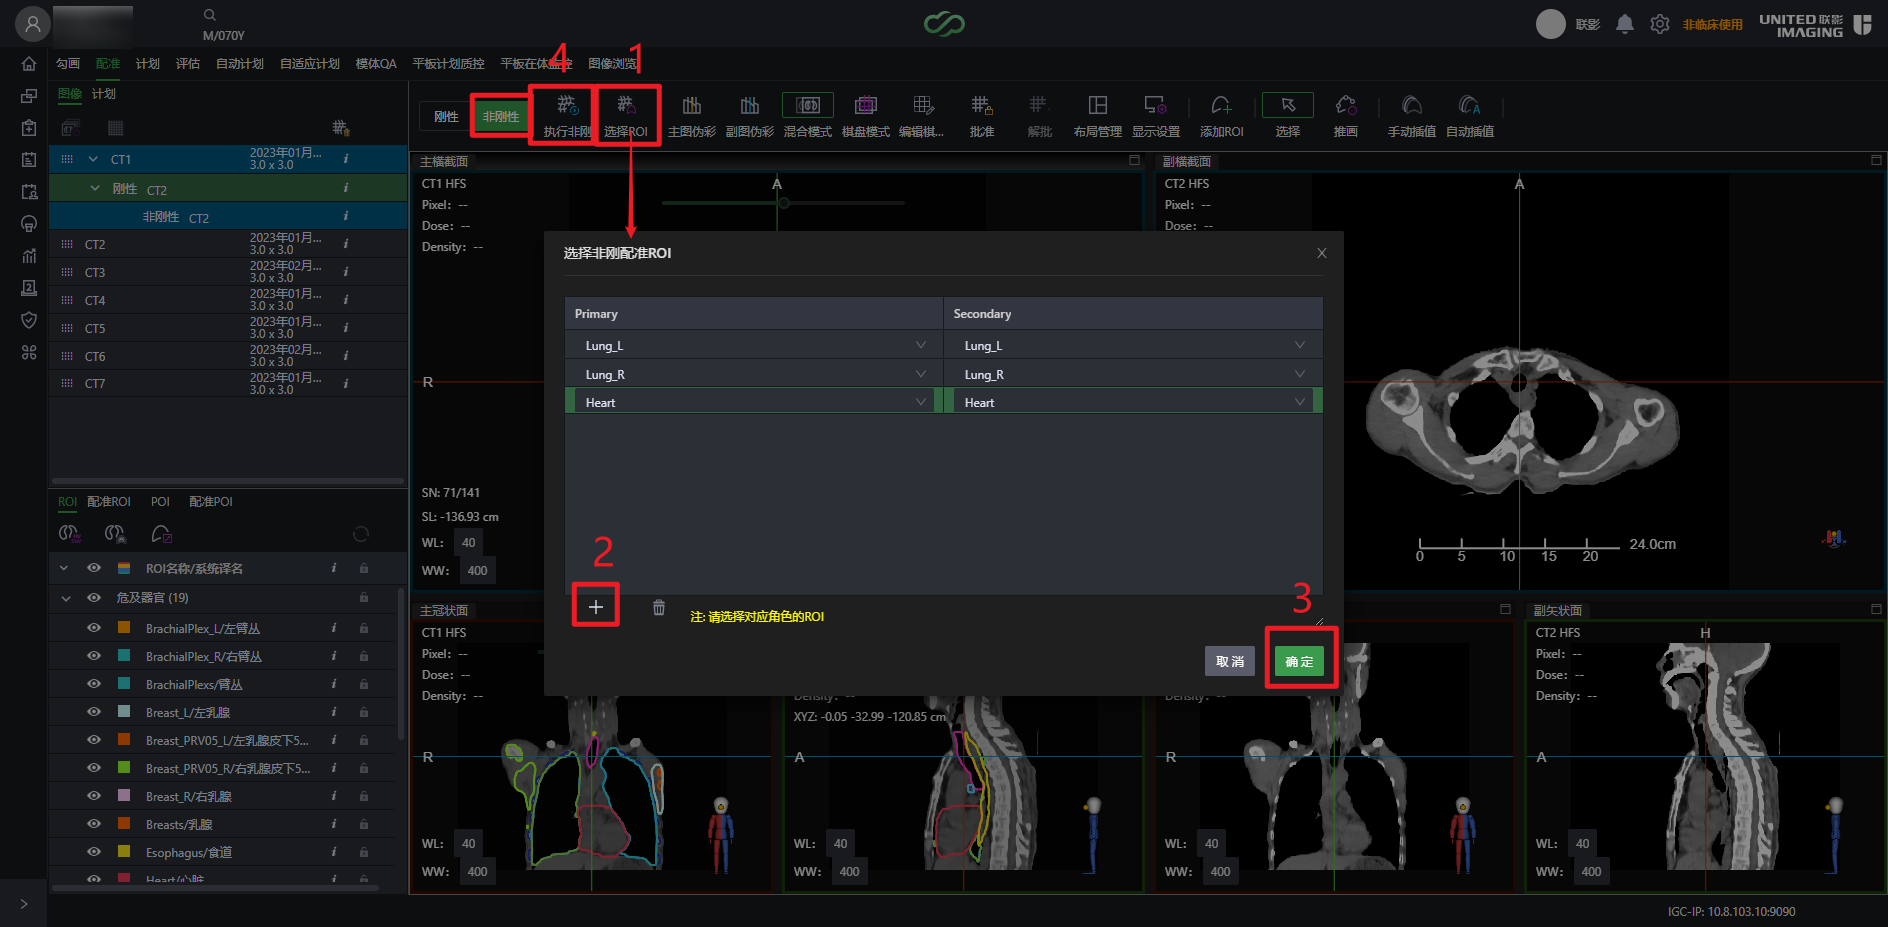 M/070Y
联影
非临床使用
UNITED 联影
IMAGING
勾画 配准 计划 评估 自动计划 自适应计划 模体QA 平板计划质控 平板在体监控 图像浏览
4
1
图像 计划
刚性
非刚性
执行非刚
选择ROI
主图伪彩
副图伪彩
混合模式
棋盘模式
编辑棋...
批准
解批
布局管理
显示设置
添加ROI
选择
推画
手动插值
自动插值
CT1 2023年01月... i
3.0 x 3.0
刚性 CT2 i
非刚性 CT2 i
CT2 2023年01月... i
3.0 x 3.0
CT3 2023年02月... i
3.0 x 3.0
CT4 2023年01月... i
3.0 x 3.0
CT5 2023年01月... i
3.0 x 3.0
CT6 2023年02月... i
3.0 x 3.0
CT7 2023年01月... i
3.0 x 3.0
主横截面
CT1 HFS
A
Pixel: --
Dose: --
Density: --
R
SN: 71/141
SL: -136.93 cm
WL: 40
WW: 400
副横截面
CT2 HFS
A
Pixel: --
Dose: --
0 5 10 15 20 24.0cm
选择非刚配准ROI
Primary Secondary
Lung_L Lung_L
Lung_R Lung_R
Heart Heart
2
注: 请选择对应角色的ROI
3
取消
确定
ROI 配准ROI POI 配准POI
ROI名称/系统译名 i
危及器官 (19)
BrachialPlex_L/左臂丛 i
BrachialPlex_R/右臂丛 i
BrachialPlexs/臂丛 i
Breast_L/左乳腺 i
Breast_PRV05_L/左乳腺皮下5... i
Breast_PRV05_R/右乳腺皮下5... i
Breast_R/右乳腺 i
Breasts/乳腺 i
Esophagus/食道 i
Heart/心脏 i
主冠状面
CT1 HFS
Pixel: --
Dose: --
Density: --
R
WL: 40
WW: 400
Density: --
XYZ: -0.05 -32.99 -120.85 cm
A
WL: 40
WW: 400
Density: --
R
WL: 40
WW: 400
副矢状面
CT2 HFS
H
Pixel: --
Dose: --
Density: --
A
WL: 40
WW: 400
IGC-IP: 10.8.103.10:9090